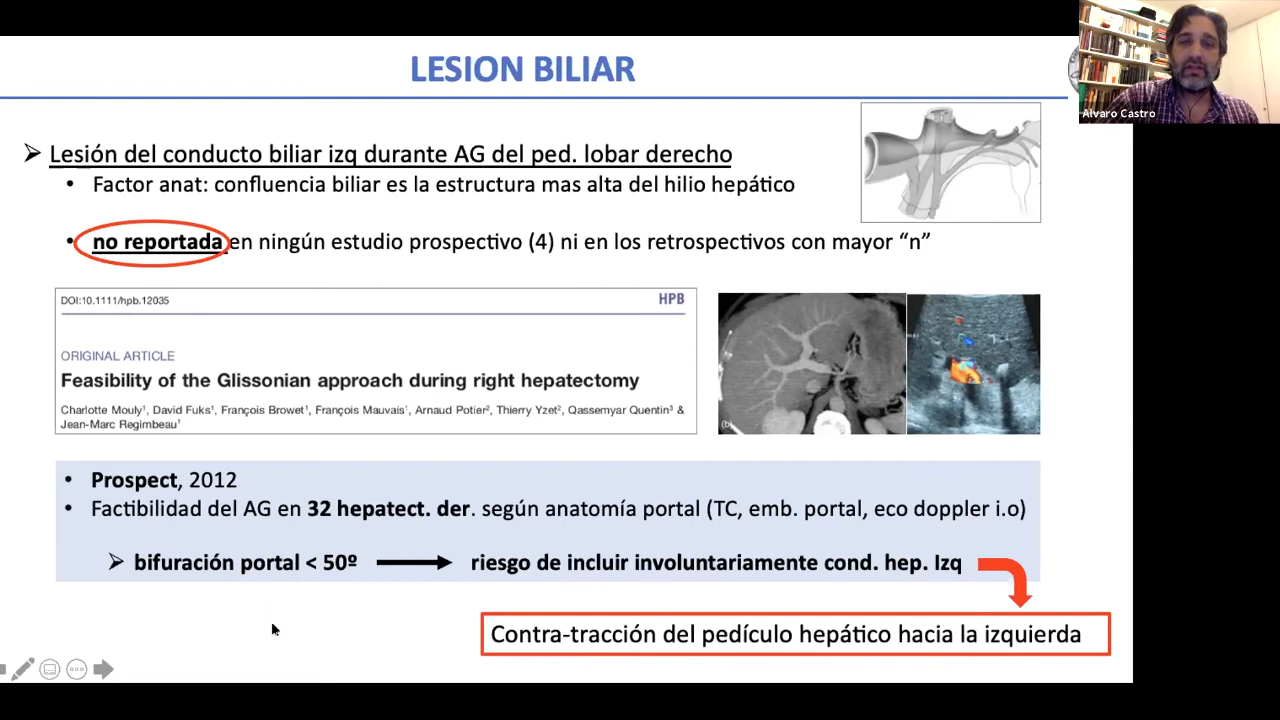 LESION BILIAR
Alvaro Castro
Lesión del conducto biliar izq durante AG del ped. lobar derecho
Factor anat: confluencia biliar es la estructura mas alta del hilio hepático
no reportada en ningún estudio prospectivo (4) ni en los retrospectivos con mayor “n”
DOI:10.1111/hpb.12035
HPB
ORIGINAL ARTICLE
Feasibility of the Glissonian approach during right hepatectomy
Charlotte Mouly¹, David Fuks¹, François Browet¹, François Mauvais¹, Arnaud Potier², Thierry Yzet², Qassemyar Quentin³ &
Jean-Marc Regimbeau¹
(b)
Prospect, 2012
Factibilidad del AG en 32 hepatect. der. según anatomía portal (TC, emb. portal, eco doppler i.o)
bifuración portal < 50º
riesgo de incluir involuntariamente cond. hep. Izq
Contra-tracción del pedículo hepático hacia la izquierda